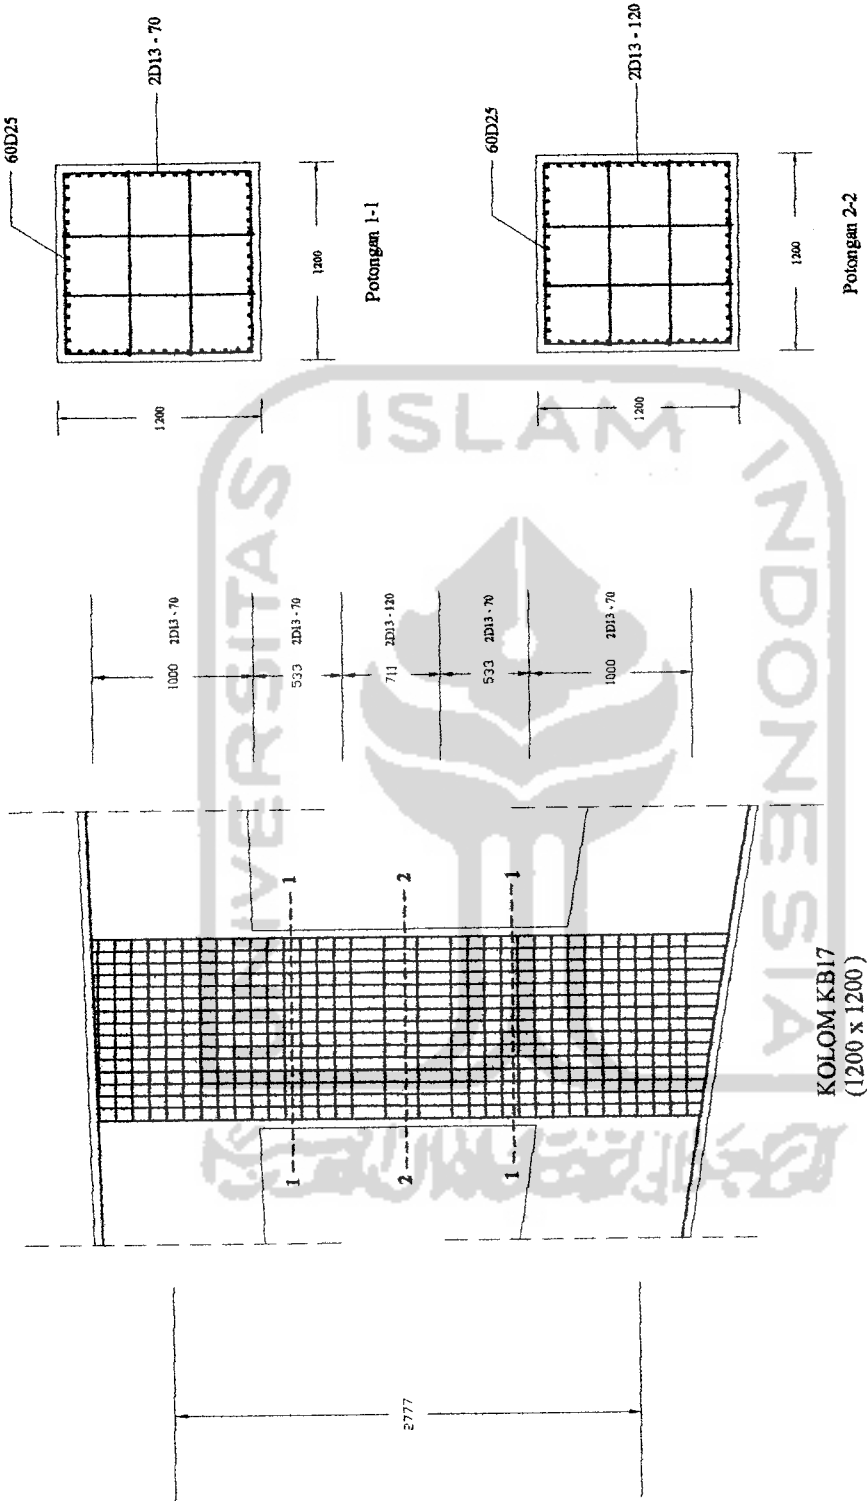 60D25
2D13 - 70
1200
1200
Potongan 1-1
60D25
2D13 - 120
1200
1200
Potongan 2-2
1000 2D13 - 70
533 2D13 - 70
711 2D13 - 120
533 2D13 - 70
1000 2D13 - 70
1 1
2 2
1 1
2777
KOLOM KB17
(1200 x 1200 )
UNIVERSITAS
ISLAM
INDONESIA